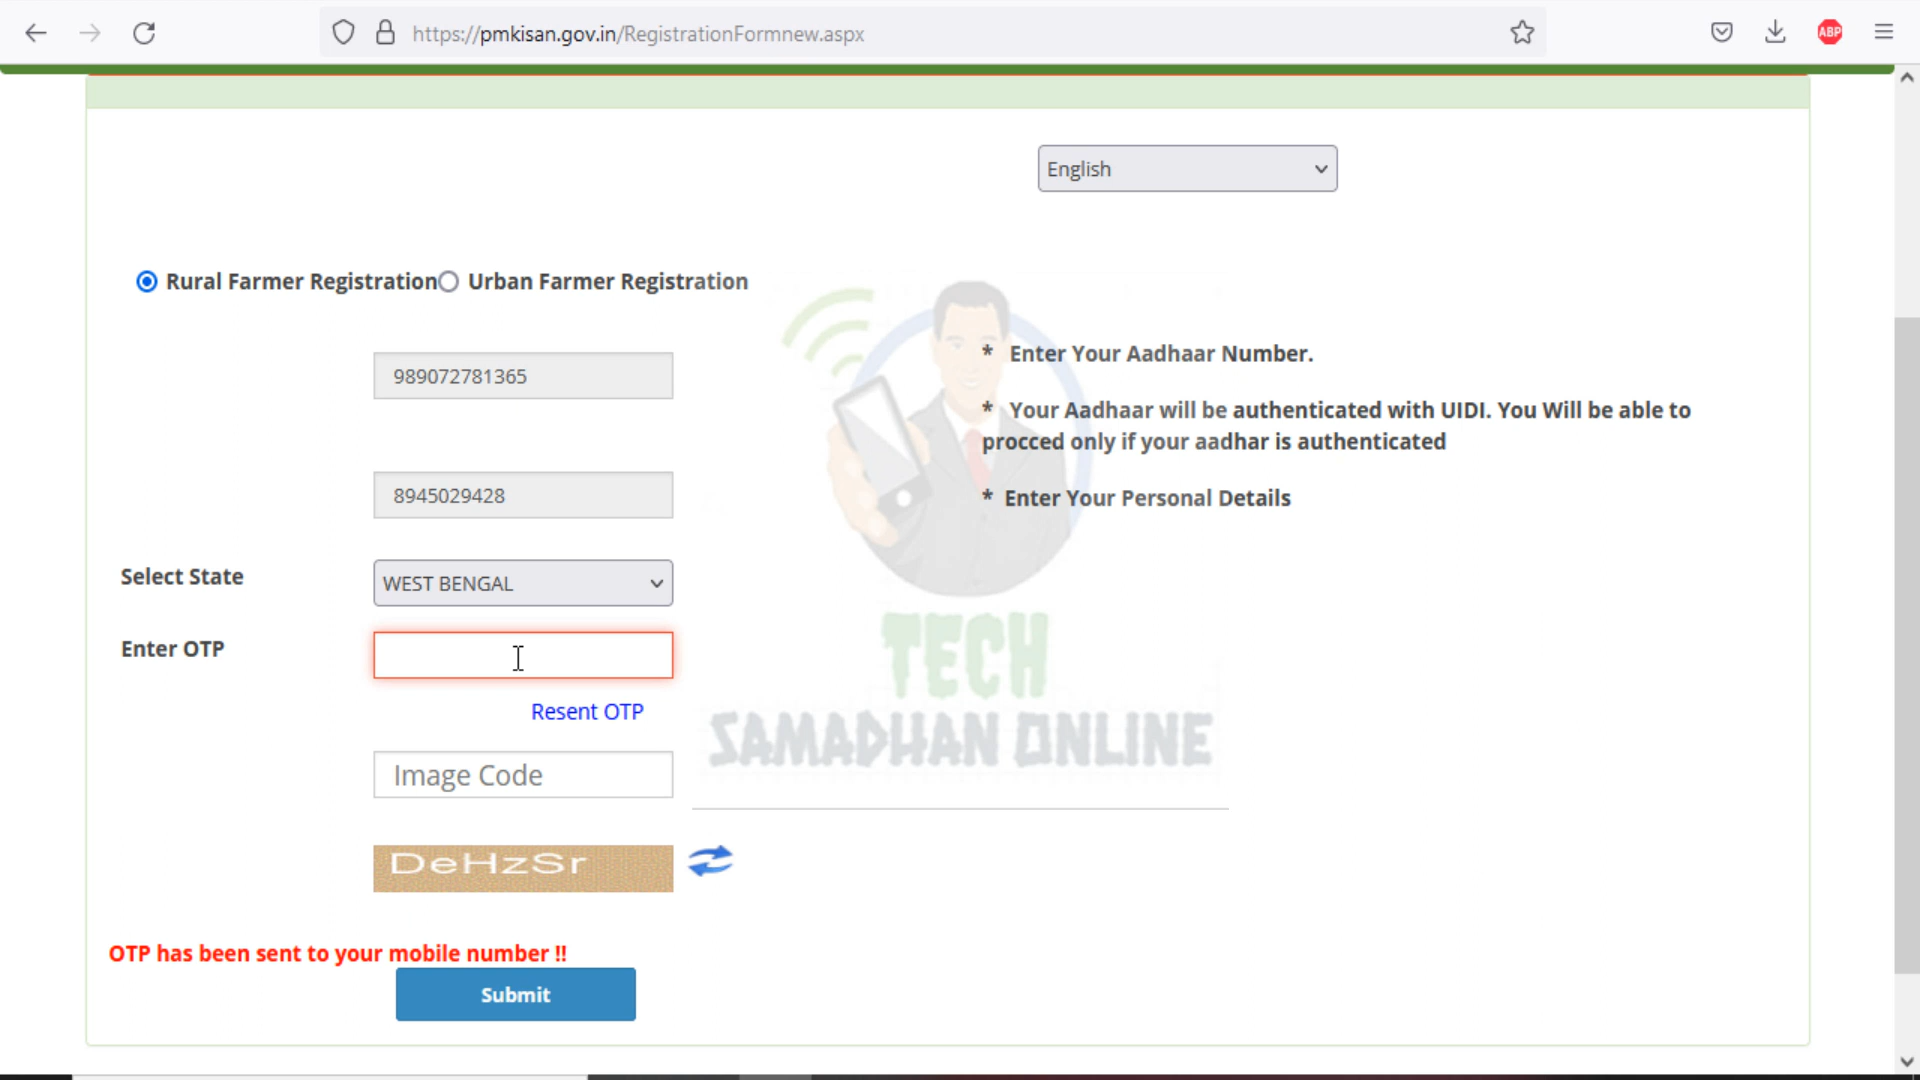 https://pmkisan.gov.in/RegistrationFormnew.aspx
ABP
English
Rural Farmer Registration Urban Farmer Registration
989072781365
* Enter Your Aadhaar Number.
* Your Aadhaar will be authenticated with UIDI. You Will be able to
procced only if your aadhar is authenticated
8945029428
* Enter Your Personal Details
Select State WEST BENGAL
Enter OTP
Resent OTP
TECH
SAMADHAN ONLINE
Image Code
DeHzSr
OTP has been sent to your mobile number !!
Submit